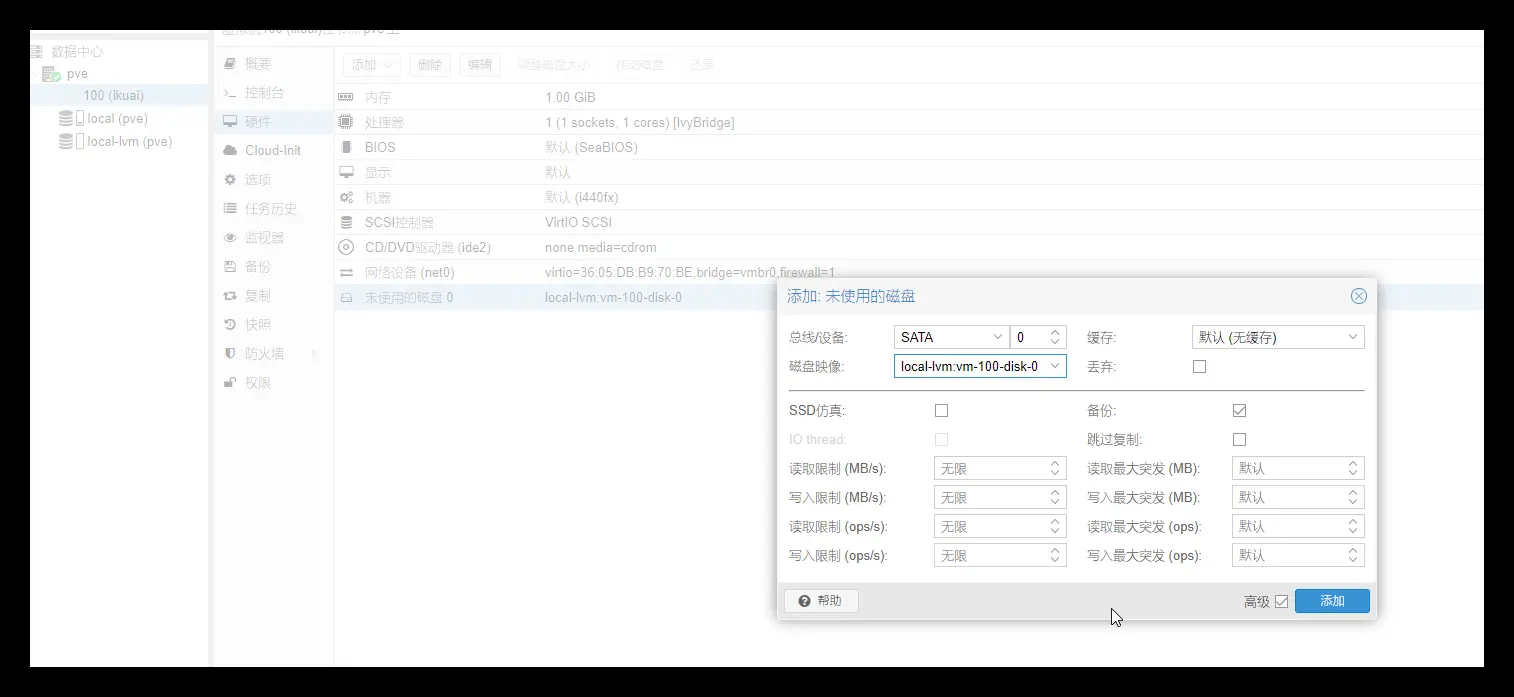 数据中心
pve
100 (ikuai)
local (pve)
local-lvm (pve)
概要
控制台
硬件
Cloud-Init
选项
任务历史
监视器
备份
复制
快照
防火墙
权限
添加 删除 编辑 调整磁盘大小 移动磁盘 还原
内存 1.00 GiB
处理器 1 (1 sockets, 1 cores) [IvyBridge]
BIOS 默认 (SeaBIOS)
显示 默认
机器 默认 (i440fx)
SCSI控制器 VirtIO SCSI
CD/DVD驱动器 (ide2) none,media=cdrom
网络设备 (net0) virtio=36:05:DB:B9:70:BE,bridge=vmbr0,firewall=1
未使用的磁盘 0 local-lvm:vm-100-disk-0
添加: 未使用的磁盘
总线/设备: SATA 0 缓存: 默认 (无缓存)
磁盘映像: local-lvm:vm-100-disk-0 丢弃:
SSD仿真: 备份:
IO thread: 跳过复制:
读取限制 (MB/s): 无限 读取最大突发 (MB): 默认
写入限制 (MB/s): 无限 写入最大突发 (MB): 默认
读取限制 (ops/s): 无限 读取最大突发 (ops): 默认
写入限制 (ops/s): 无限 写入最大突发 (ops): 默认
帮助 高级 添加